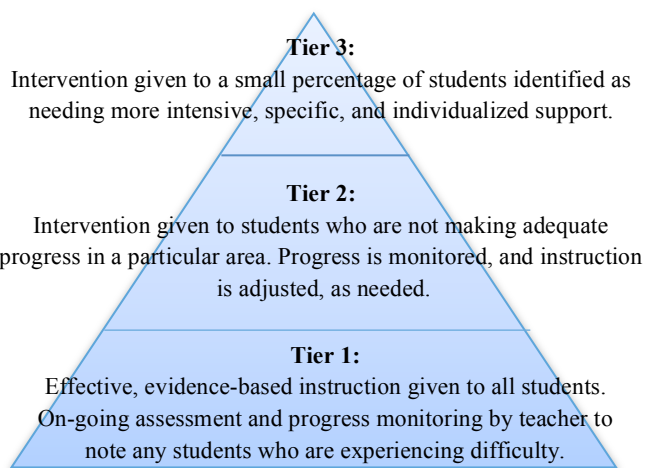 Tier 3:
Intervention given to a small percentage of students identified as
needing more intensive, specific, and individualized support.
Tier 2:
Intervention given to students who are not making adequate
progress in a particular area. Progress is monitored, and instruction
is adjusted, as needed.
Tier 1:
Effective, evidence-based instruction given to all students.
On-going assessment and progress monitoring by teacher to
note any students who are experiencing difficulty.